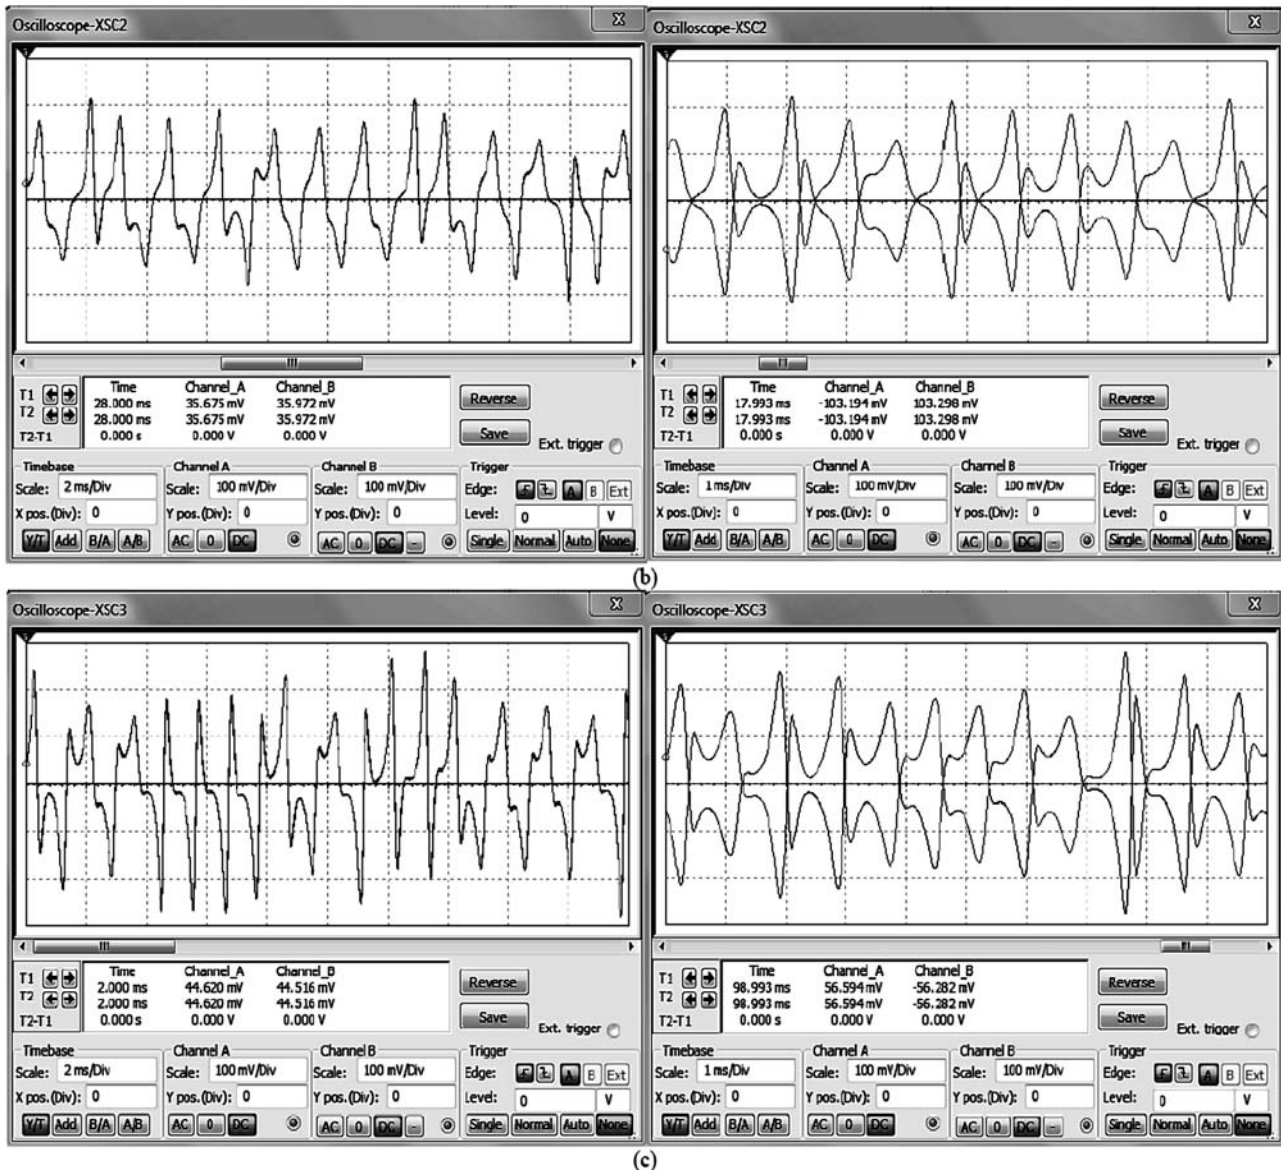 Oscilloscope-XSC2
X
Time Channel_A Channel_B
T1 28.000 ms 35.675 mV 35.972 mV
T2 28.000 ms 35.675 mV 35.972 mV
T2-T1 0.000 s 0.000 V 0.000 V
Reverse
Save
Ext. trigger
Timebase Channel A Channel B Trigger
Scale: 2 ms/Div Scale: 100 mV/Div Scale: 100 mV/Div Edge: A B Ext
X pos.(Div): 0 Y pos.(Div): 0 Y pos.(Div): 0 Level: 0 V
Y/T Add B/A A/B AC 0 DC AC 0 DC - Single Normal Auto None
Oscilloscope-XSC2
X
Time Channel_A Channel_B
T1 17.993 ms -103.194 mV 103.298 mV
T2 17.993 ms -103.194 mV 103.298 mV
T2-T1 0.000 s 0.000 V 0.000 V
Reverse
Save
Ext. trigger
Timebase Channel A Channel B Trigger
Scale: 1 ms/Div Scale: 100 mV/Div Scale: 100 mV/Div Edge: A B Ext
X pos.(Div): 0 Y pos.(Div): 0 Y pos.(Div): 0 Level: 0 V
Y/T Add B/A A/B AC 0 DC AC 0 DC - Single Normal Auto None
(b)
Oscilloscope-XSC3
X
Time Channel_A Channel_B
T1 2.000 ms 44.620 mV 44.516 mV
T2 2.000 ms 44.620 mV 44.516 mV
T2-T1 0.000 s 0.000 V 0.000 V
Reverse
Save
Ext. trigger
Timebase Channel A Channel B Trigger
Scale: 2 ms/Div Scale: 100 mV/Div Scale: 100 mV/Div Edge: A B Ext
X pos.(Div): 0 Y pos.(Div): 0 Y pos.(Div): 0 Level: 0 V
Y/T Add B/A A/B AC 0 DC AC 0 DC - Single Normal Auto None
Oscilloscope-XSC3
X
Time Channel_A Channel_B
T1 98.993 ms 56.594 mV -56.282 mV
T2 98.993 ms 56.594 mV -56.282 mV
T2-T1 0.000 s 0.000 V 0.000 V
Reverse
Save
Ext. trigger
Timebase Channel A Channel B Trigger
Scale: 1 ms/Div Scale: 100 mV/Div Scale: 100 mV/Div Edge: A B Ext
X pos.(Div): 0 Y pos.(Div): 0 Y pos.(Div): 0 Level: 0 V
Y/T Add B/A A/B AC 0 DC AC 0 DC - Single Normal Auto None
(c)